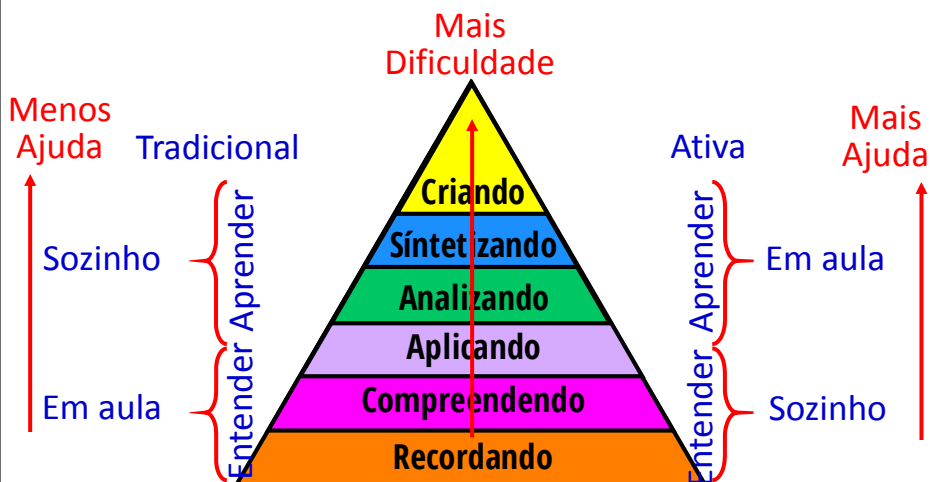 Mais
Dificuldade
Menos
Ajuda
Tradicional
Ativa
Mais
Ajuda
Criando
Síntetizando
Analizando
Aplicando
Compreendendo
Recordando
Sozinho
Aprender
Em aula
Entender
Aprender
Em aula
Entender
Sozinho